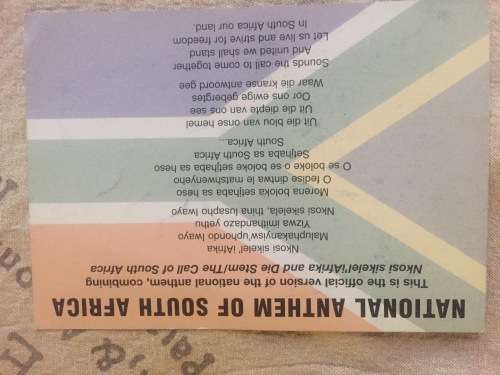 NATIONAL ANTHEM OF SOUTH AFRICA
This is the official version of the national anthem, combining
Nkosi sikelel'iAfrika and Die Stem/The Call of South Africa
Nkosi sikelel' iAfrika
Maluphakanyisw'uphondo lwayo
Yizwa imithandazo yethu
Nkosi sikelela, thina lusapho lwayo
Morena boloka setjhaba sa heso
O fedise dintwa le matshwenyeho
O se boloke o se boloke setjhaba sa heso
Setjhaba sa South Africa
South Africa
Uit die blou van onse hemel
Uit die diepte van ons see
Oor ons ewige gebergtes
Waar die kranse antwoord gee
Sounds the call to come together
And united we shall stand
Let us live and strive for freedom
In South Africa our land.